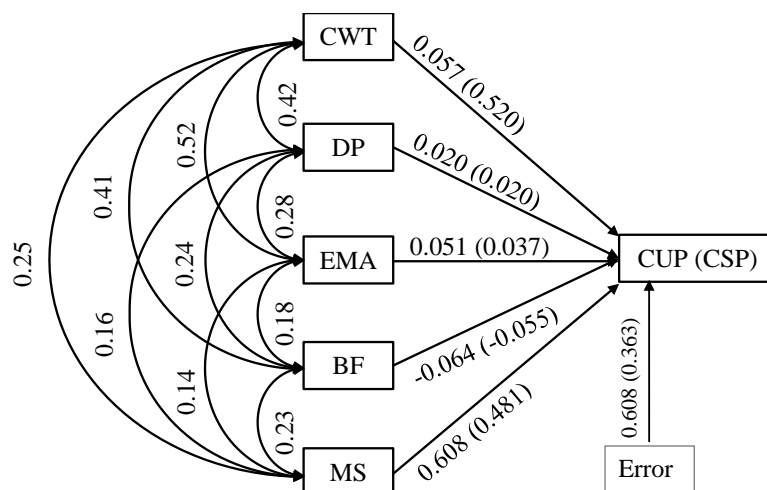 CWT
0.057 (0.520)
0.42
DP
0.52
0.020 (0.020)
0.41
0.28
0.25
0.24
EMA
0.051 (0.037)
CUP (CSP)
0.16
0.18
0.14
BF
-0.064 (-0.055)
0.23
0.608 (0.481)
0.608 (0.363)
MS
Error